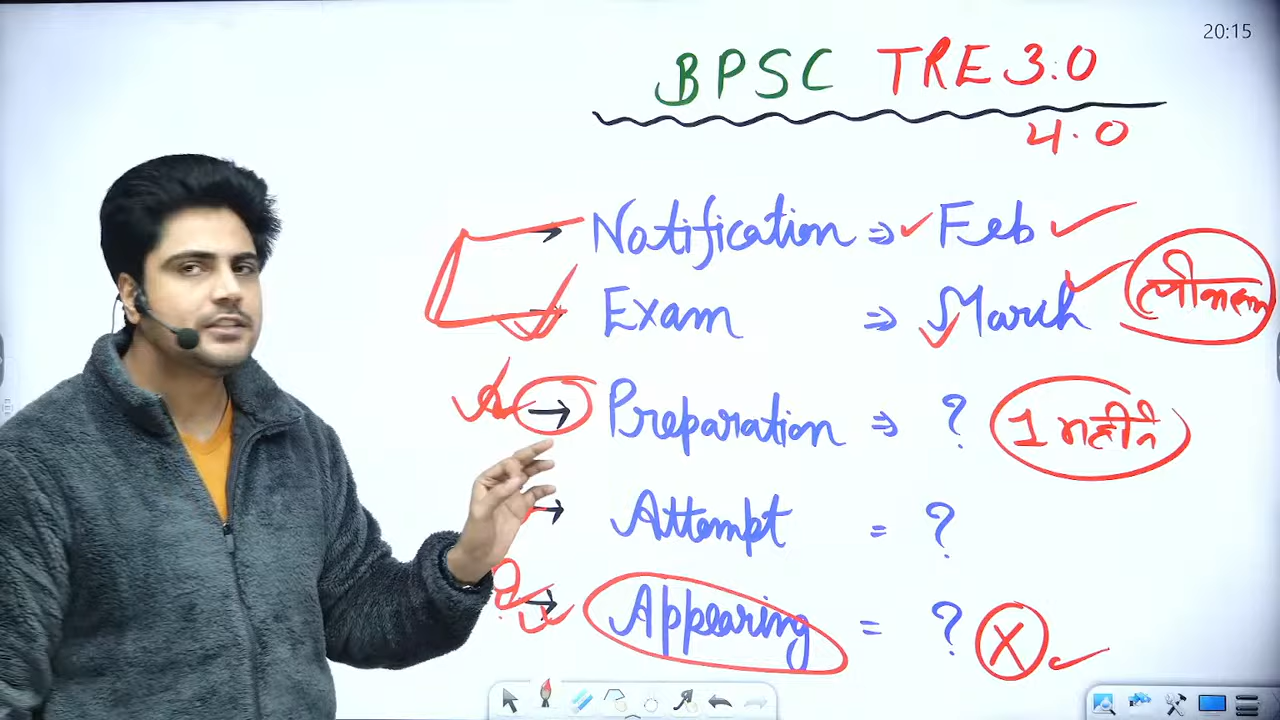 20:15
BPSC TRE 3.0
4.0
Notification ⇒ Feb
Exam ⇒ March
Preparation ⇒ ? 1 महीने
Attempt = ?
Appearing = ? X